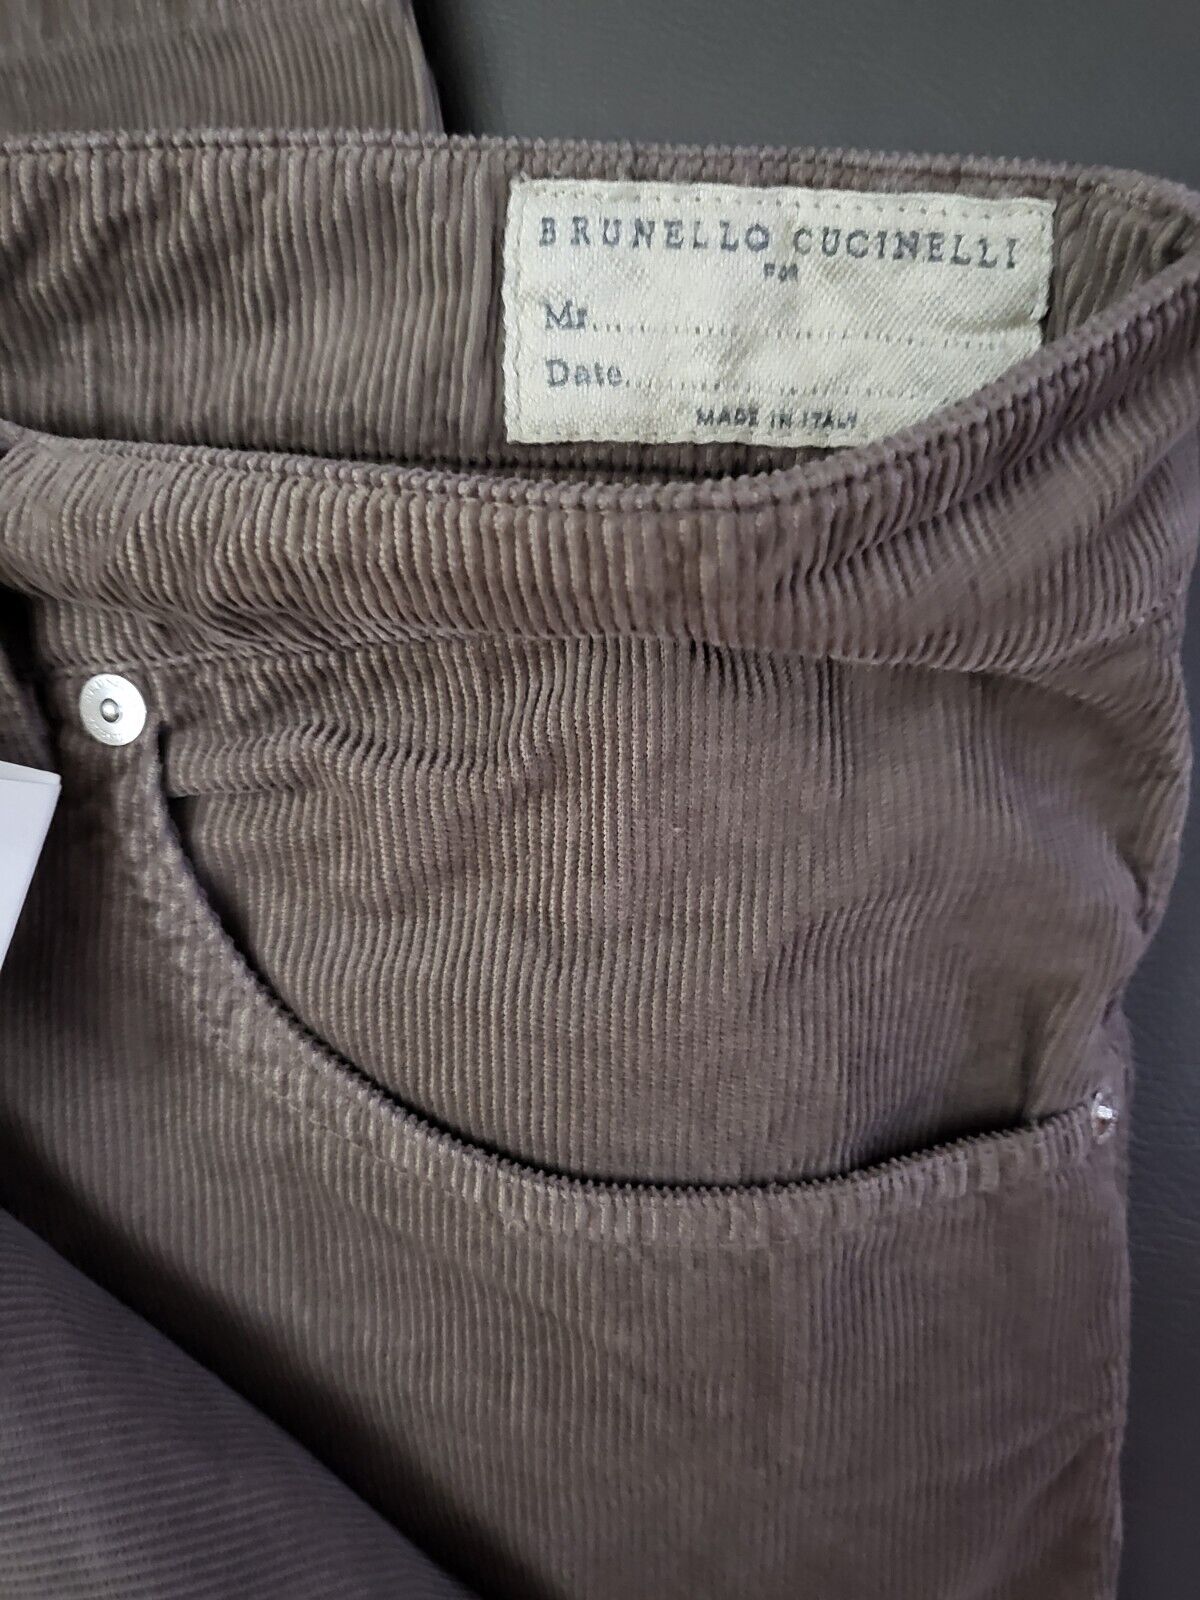 BRUNELLO CUCINELLI
FOR
Mr.
Date
MADE IN ITALY